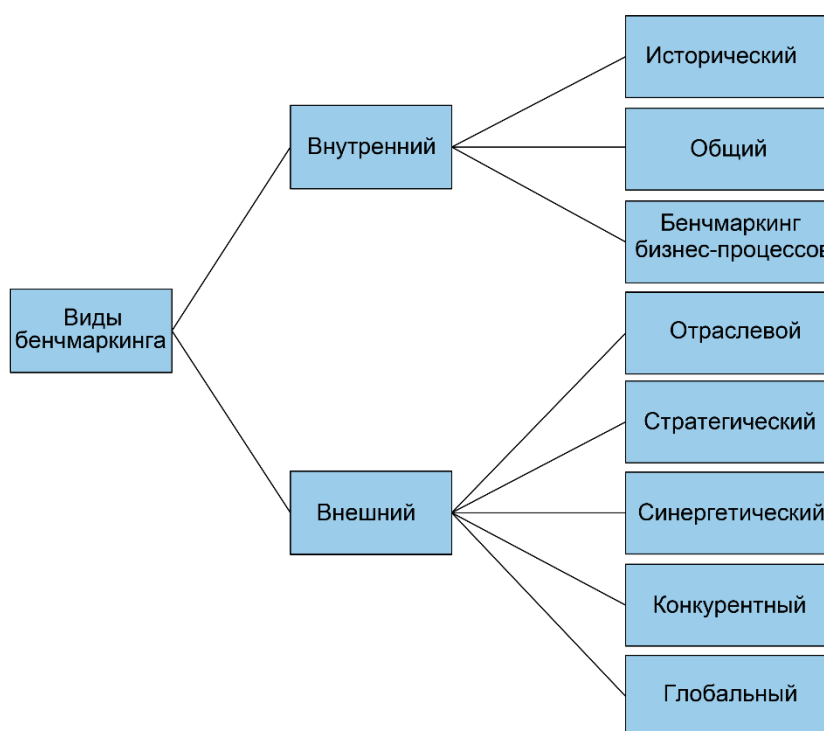 Виды
бенчмаркинга
Внутренний
Исторический
Общий
Бенчмаркинг
бизнес-процессов
Внешний
Отраслевой
Стратегический
Синергетический
Конкурентный
Глобальный